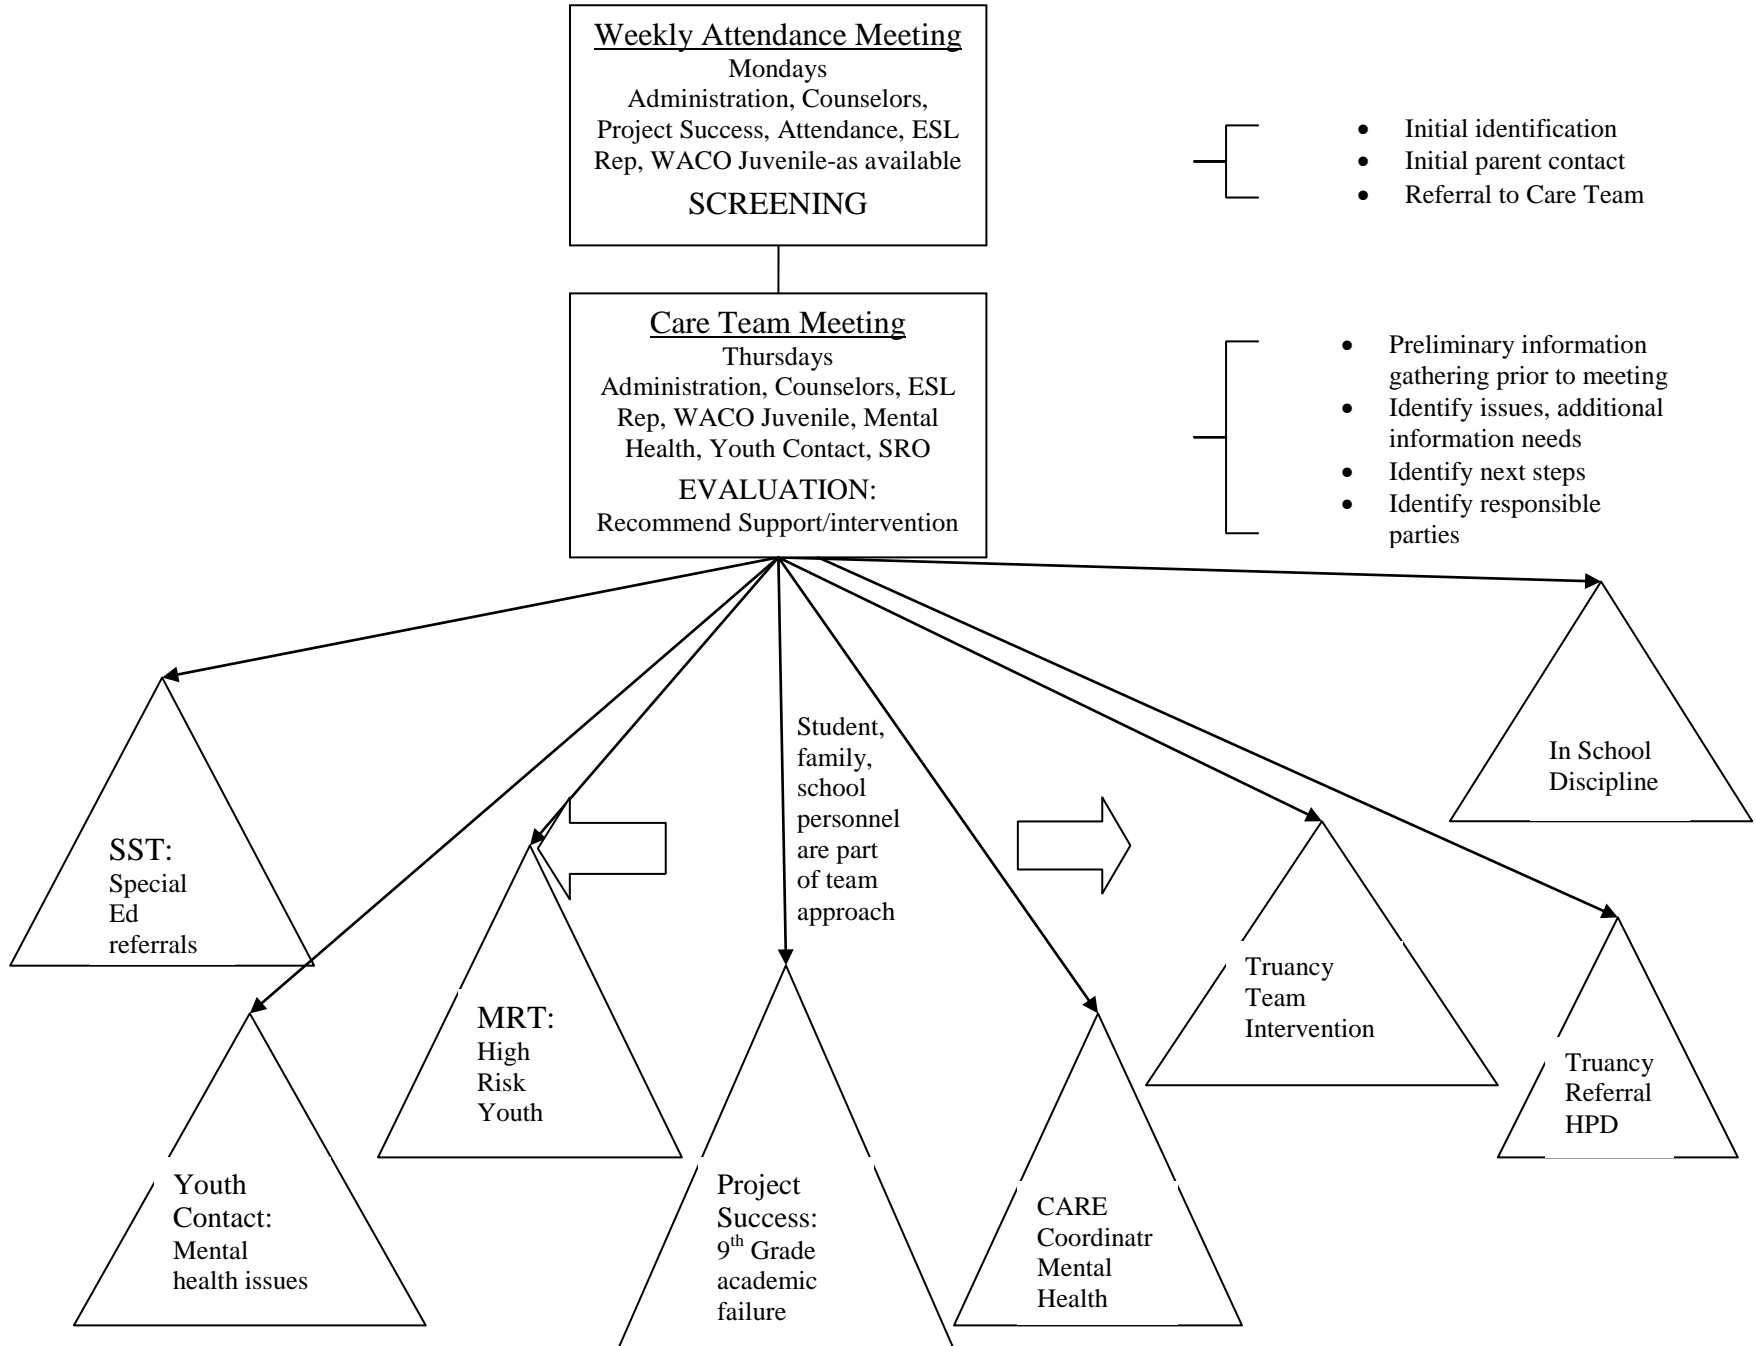 Weekly Attendance Meeting
Mondays
Administration, Counselors,
Project Success, Attendance, ESL
Rep, WACO Juvenile-as available
SCREENING
• Initial identification
• Initial parent contact
• Referral to Care Team
Care Team Meeting
Thursdays
Administration, Counselors, ESL
Rep, WACO Juvenile, Mental
Health, Youth Contact, SRO
EVALUATION:
Recommend Support/intervention
• Preliminary information
gathering prior to meeting
• Identify issues, additional
information needs
• Identify next steps
• Identify responsible
parties
Student,
family,
school
personnel
are part
of team
approach
In School
Discipline
SST:
Special
Ed
referrals
MRT:
High
Risk
Youth
Truancy
Team
Intervention
Truancy
Referral
HPD
Youth
Contact:
Mental
health issues
Project
Success:
9th Grade
academic
failure
CARE
Coordinatr
Mental
Health